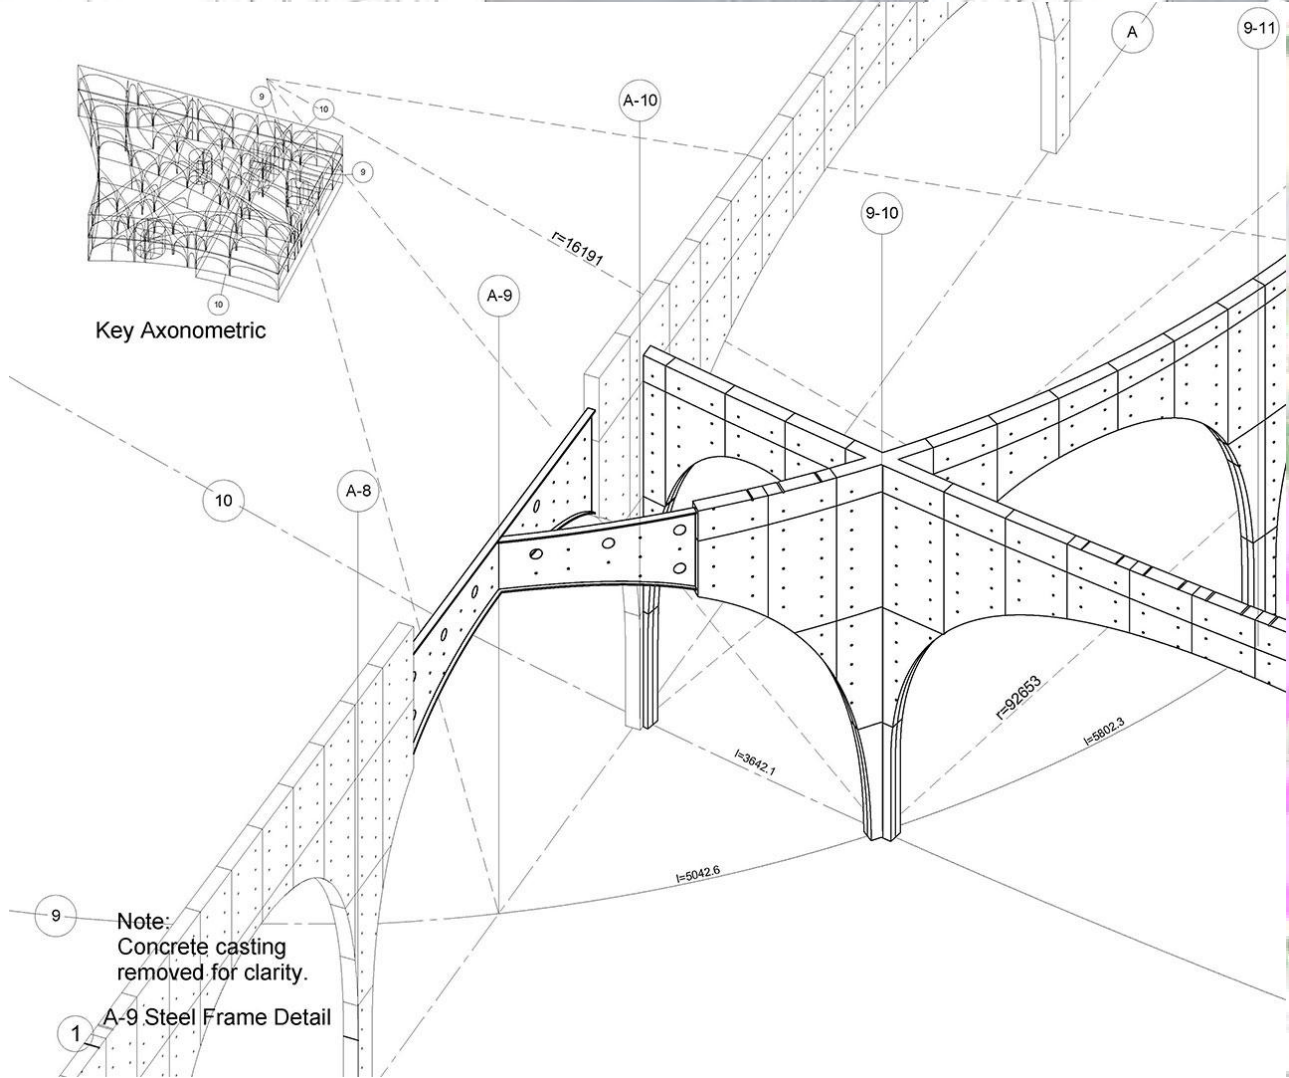 A
9-11
A-10
9
10
9
9-10
r=16191
A-9
10
Key Axonometric
A-8
10
r=92653
l=5802.3
l=3642.1
l=5042.6
9
Note:
Concrete casting
removed for clarity.
1
A-9 Steel Frame Detail